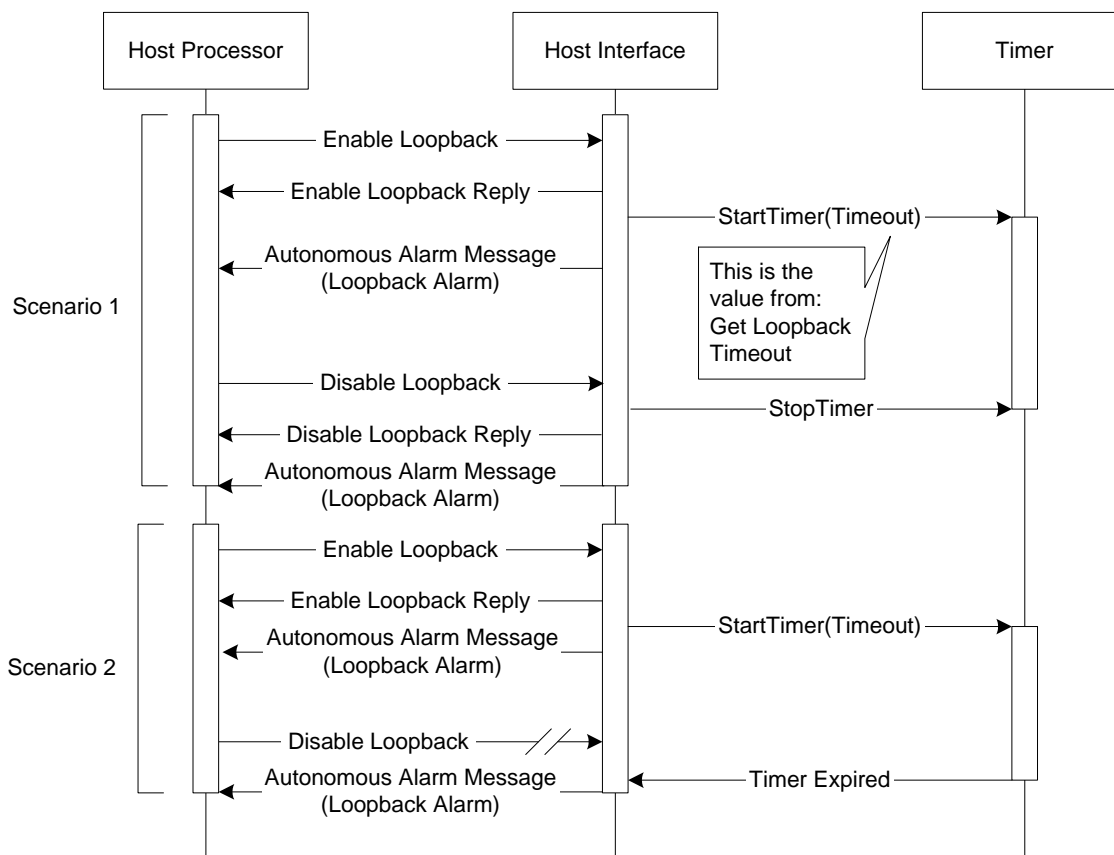 Host Processor
Host Interface
Timer
Enable Loopback
Enable Loopback Reply
StartTimer(Timeout)
Autonomous Alarm Message
(Loopback Alarm)
This is the
value from:
Get Loopback
Timeout
Scenario 1
Disable Loopback
StopTimer
Disable Loopback Reply
Autonomous Alarm Message
(Loopback Alarm)
Enable Loopback
Enable Loopback Reply
StartTimer(Timeout)
Autonomous Alarm Message
(Loopback Alarm)
Scenario 2
Disable Loopback
Timer Expired
Autonomous Alarm Message
(Loopback Alarm)